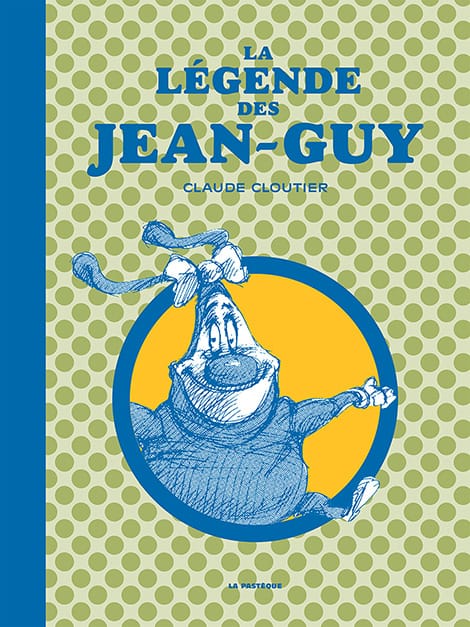 LA
LÉGENDE
DES
JEAN-GUY
CLAUDE CLOUTIER
LA PASTÈQUE